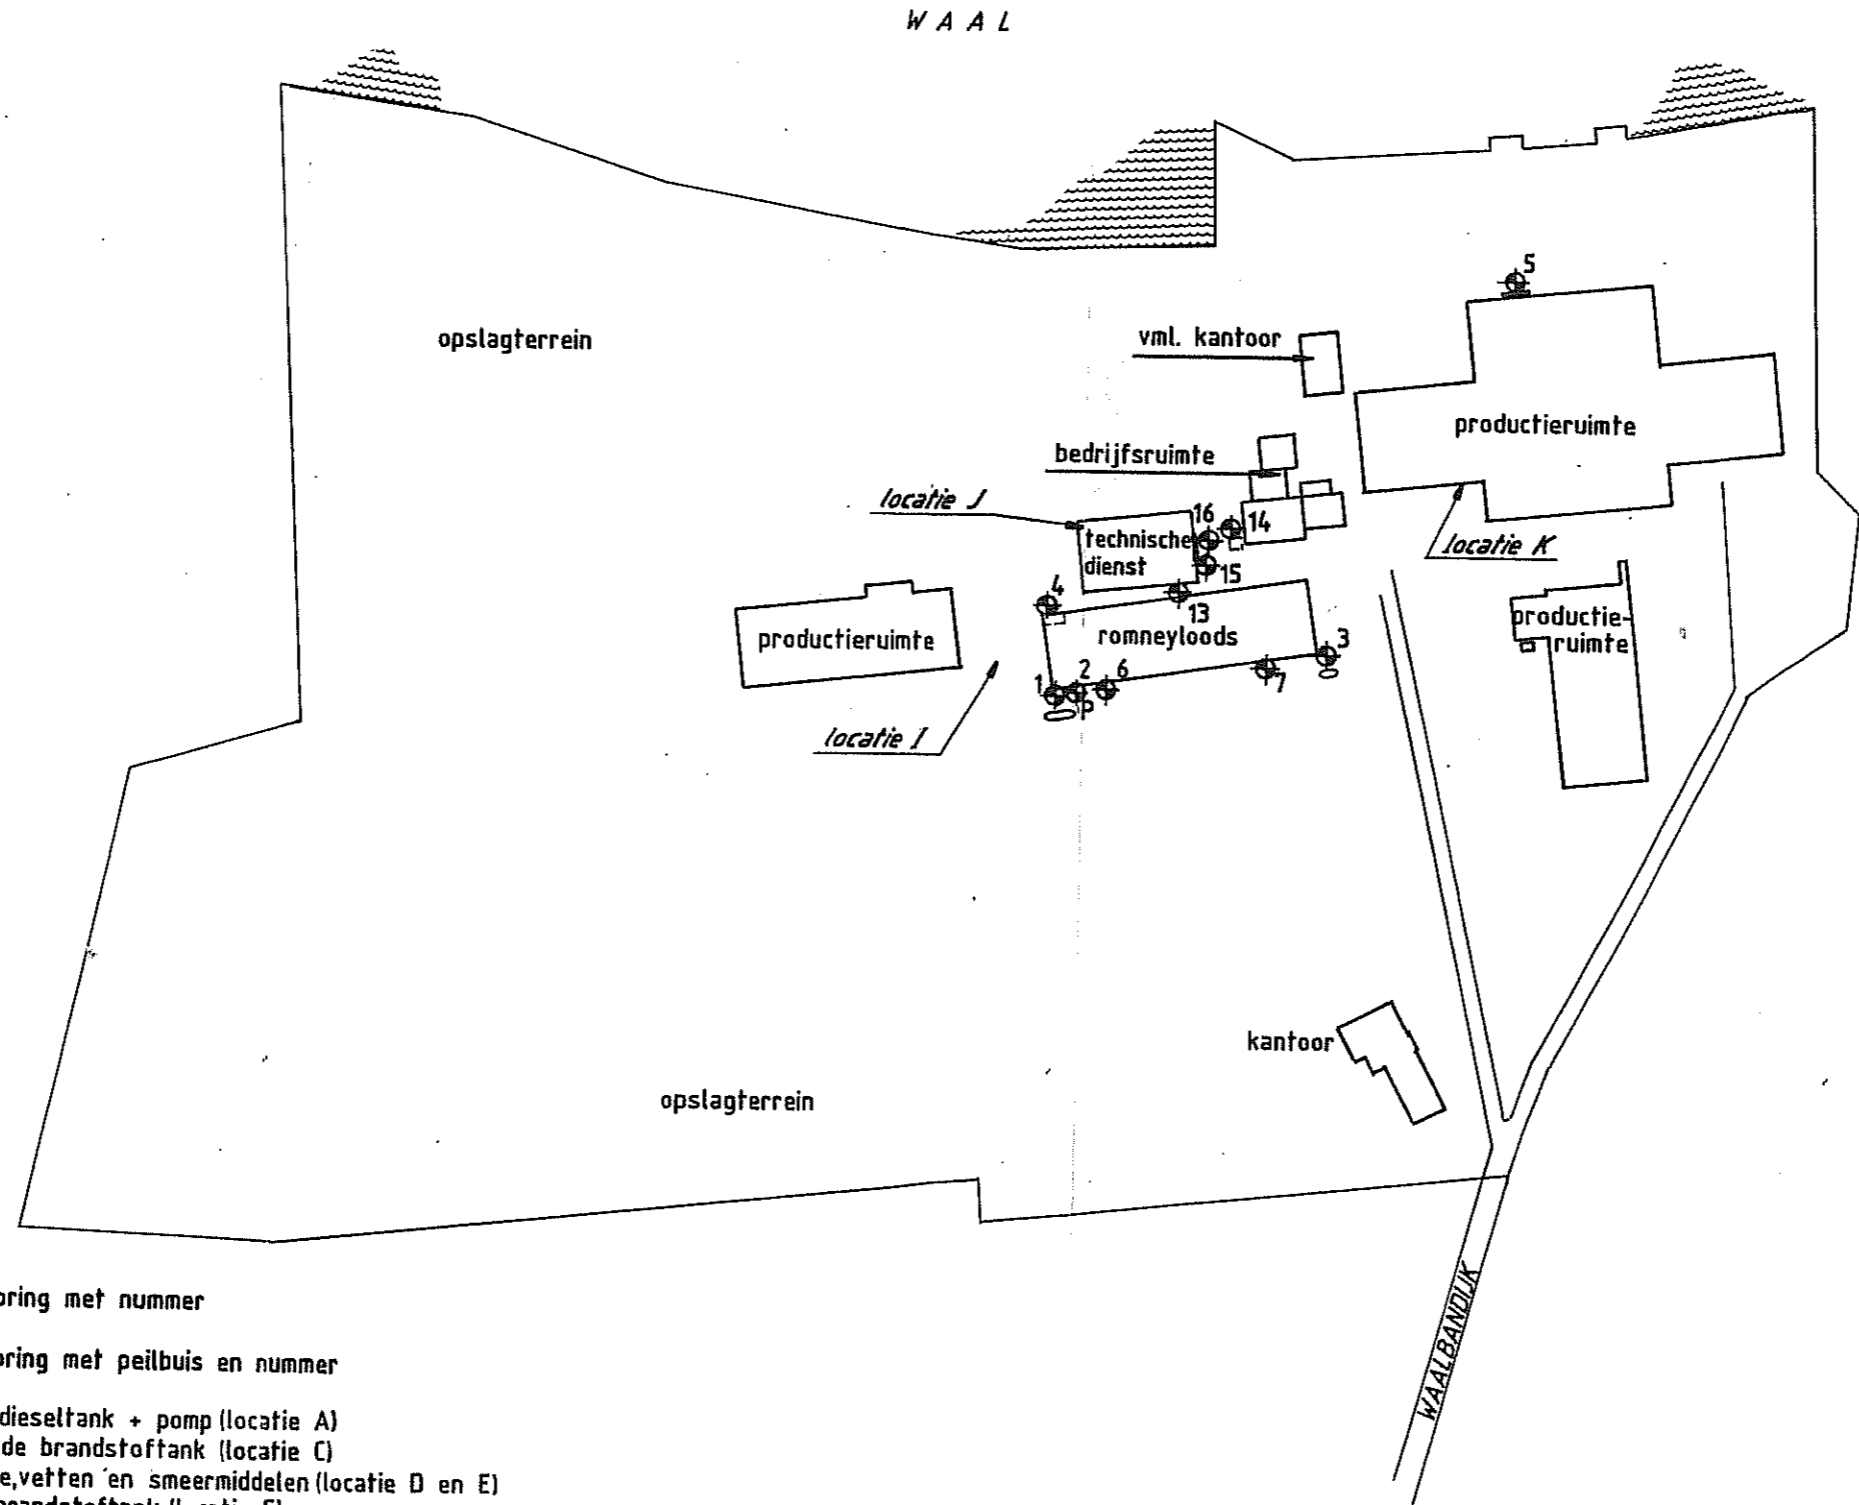 WAAL
5
opslagterrein
vml. kantoor
productieruimte
bedrijfsruimte
locatie J
16
14
technische
dienst
locatie K
15
4
13
productie-
ruimte
productieruimte
romneyloods
3
1
2
6
7
P
locatie I
kantoor
opslagterrein
WAALBANDIJK
oring met nummer
oring met peilbuis en nummer
dieseltank + pomp (locatie A)
de brandstoftank (locatie C)
e, vetten en smeermiddelen (locatie D en E)